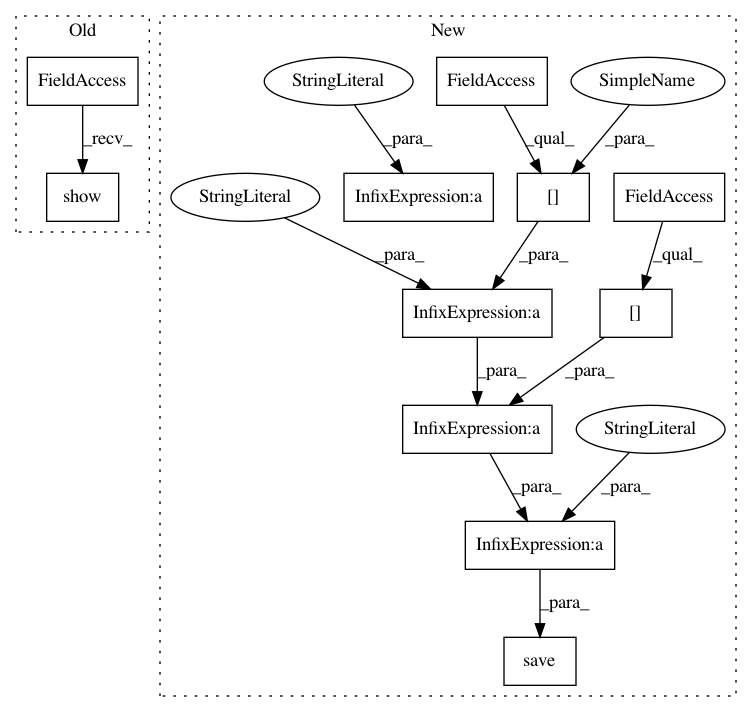 Old
New
FieldAccess
StringLiteral
FieldAccess
SimpleName
_recv_
_para_
_qual_
_para_
show
StringLiteral
InfixExpression:a
[]
FieldAccess
_para_
_para_
_qual_
InfixExpression:a
[]
_para_
_para_
InfixExpression:a
StringLiteral
_para_
_para_
InfixExpression:a
_para_
save